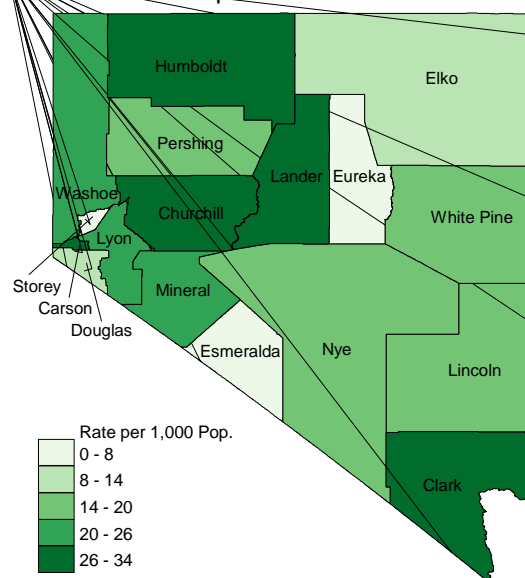 Humboldt
Elko
Pershing
Lander
Eureka
Washoe
Churchill
White Pine
Lyon
Storey
Mineral
Carson
Douglas
Esmeralda
Nye
Lincoln
Rate per 1,000 Pop.
0 - 8
8 - 14
14 - 20
20 - 26
26 - 34
Clark